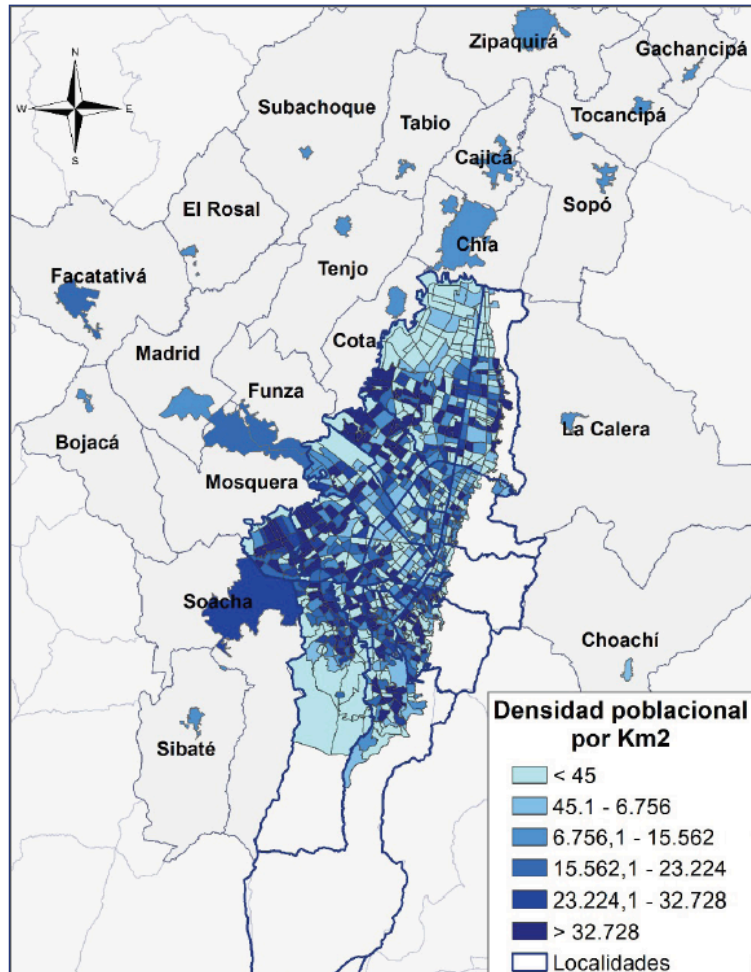 Zipaquirá
Gachancipá
N
W
E
S
Subachoque
Tabio
Tocancipá
Cajicá
El Rosal
Sopó
Chía
Tenjo
Facatativá
Cota
Madrid
Funza
Bojacá
La Calera
Mosquera
Soacha
Choachí
Sibaté
Densidad poblacional
por Km2
< 45
45.1 - 6.756
6.756,1 - 15.562
15.562,1 - 23.224
23.224,1 - 32.728
> 32.728
Localidades